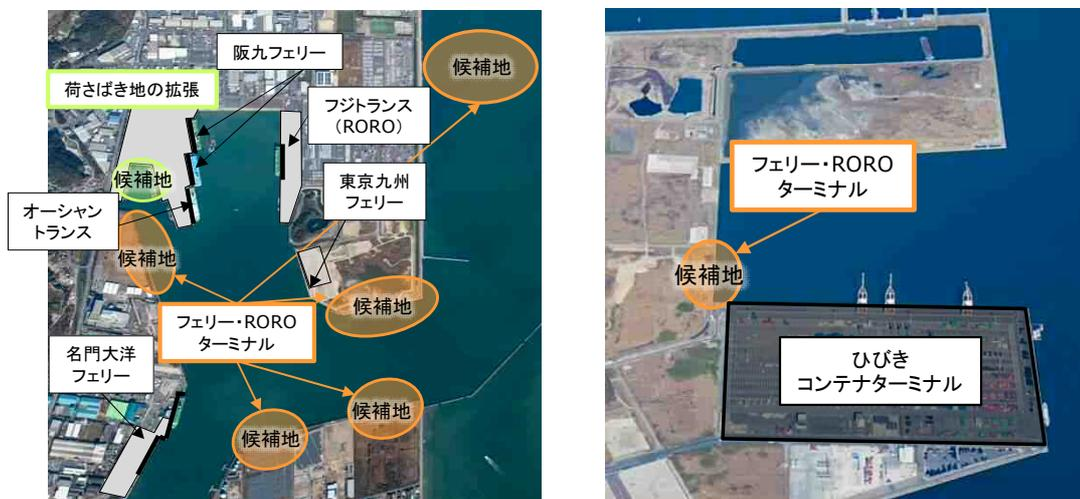 阪九フェリー
荷さばき地の拡張
候補地
フジトランス
（RORO）
東京九州
フェリー
候補地
オーシャン
トランス
候補地
候補地
フェリー・RORO
ターミナル
名門大洋
フェリー
候補地
候補地
フェリー・RORO
ターミナル
候補地
ひびき
コンテナターミナル